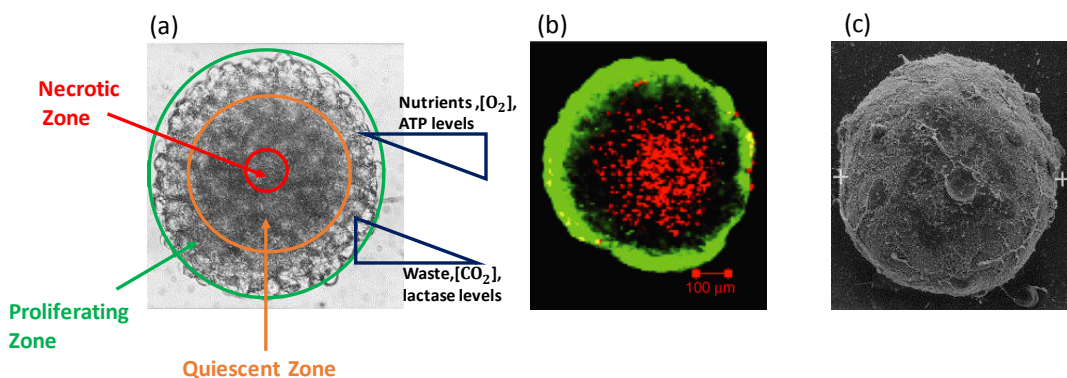 (a)
(b)
(c)
Necrotic
Zone
Nutrients ,[O₂],
ATP levels
Waste,[CO₂],
lactase levels
100 µm
Proliferating
Zone
Quiescent Zone